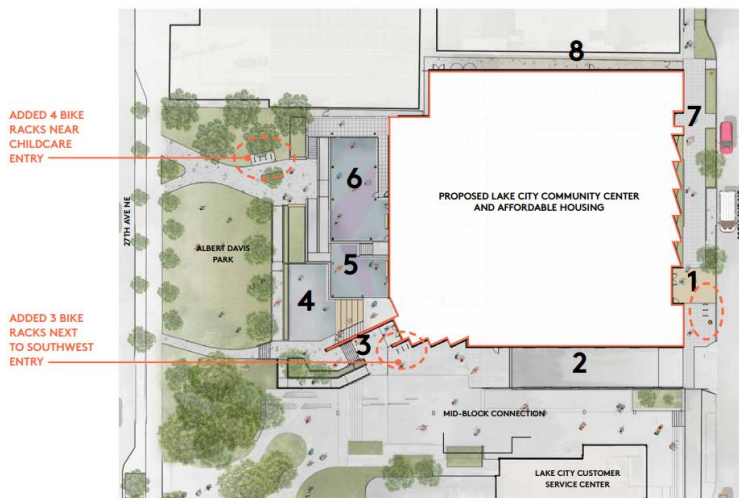 8
ADDED 4 BIKE
RACKS NEAR
CHILDCARE
ENTRY
7
6
PROPOSED LAKE CITY COMMUNITY CENTER
AND AFFORDABLE HOUSING
27TH AVE NE
ALBERT DAVIS
PARK
5
4
1
ADDED 3 BIKE
RACKS NEXT
TO SOUTHWEST
ENTRY
3
2
MID-BLOCK CONNECTION
LAKE CITY CUSTOMER
SERVICE CENTER